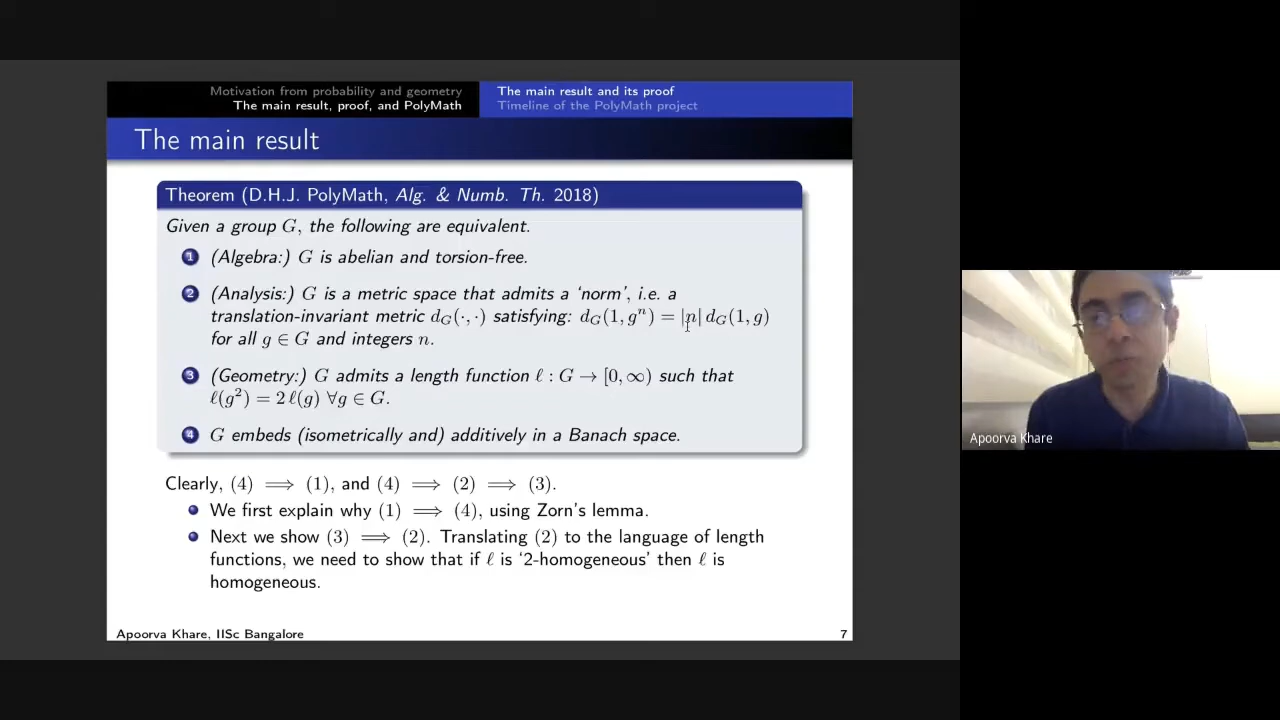 Motivation from probability and geometry
The main result, proof, and PolyMath
The main result and its proof
Timeline of the PolyMath project
The main result
Theorem (D.H.J. PolyMath, Alg. & Numb. Th. 2018)
Given a group G, the following are equivalent.
1 (Algebra:) G is abelian and torsion-free.
2 (Analysis:) G is a metric space that admits a ‘norm’, i.e. a
translation-invariant metric d_G(·, ·) satisfying: d_G(1, gⁿ) = |n| d_G(1, g)
for all g ∈ G and integers n.
3 (Geometry:) G admits a length function ℓ : G → [0, ∞) such that
ℓ(g²) = 2 ℓ(g) ∀g ∈ G.
4 G embeds (isometrically and) additively in a Banach space.
Clearly, (4) ⟹ (1), and (4) ⟹ (2) ⟹ (3).
We first explain why (1) ⟹ (4), using Zorn's lemma.
Next we show (3) ⟹ (2). Translating (2) to the language of length
functions, we need to show that if ℓ is ‘2-homogeneous’ then ℓ is
homogeneous.
Apoorva Khare, IISc Bangalore
7
Apoorva Khare